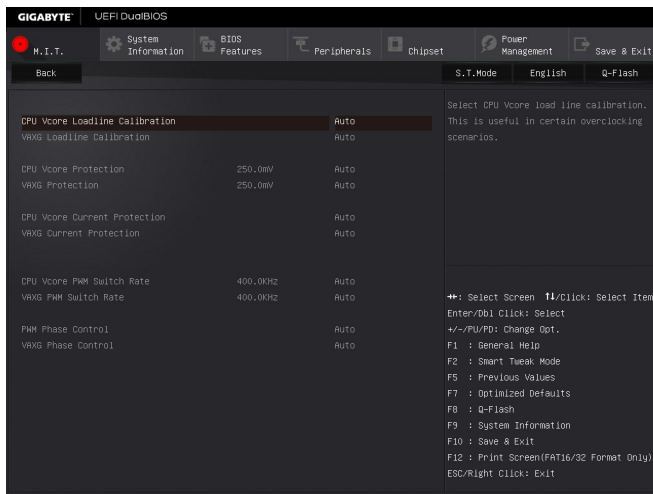 GIGABYTE™ UEFI DualBIOS
M.I.T.
System Information
BIOS Features
Peripherals
Chipset
Power Management
Save & Exit
Back
S.T.Mode English Q-Flash
CPU Vcore Loadline Calibration Auto
VAXG Loadline Calibration Auto
CPU Vcore Protection 250.0mV Auto
VAXG Protection 250.0mV Auto
CPU Vcore Current Protection Auto
VAXG Current Protection Auto
CPU Vcore PWM Switch Rate 400.0KHz Auto
VAXG PWM Switch Rate 400.0KHz Auto
PWM Phase Control Auto
VAXG Phase Control Auto
Select CPU Vcore load line calibration.
This is useful in certain overclocking
scenarios.
→←: Select Screen ↑↓/Click: Select Item
Enter/Dbl Click: Select
+/-/PU/PD: Change Opt.
F1 : General Help
F2 : Smart Tweak Mode
F5 : Previous Values
F7 : Optimized Defaults
F8 : Q-Flash
F9 : System Information
F10 : Save & Exit
F12 : Print Screen(FAT16/32 Format Only)
ESC/Right Click: Exit